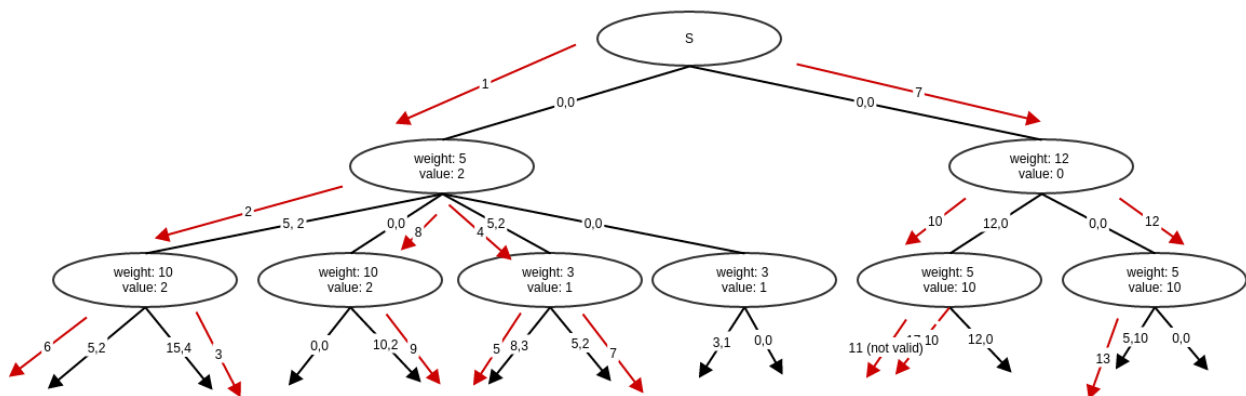 S
1
7
0,0
0,0
weight: 5
value: 2
weight: 12
value: 0
2
5, 2
0,0
8
4
5,2
0,0
10
12,0
0,0
12
weight: 10
value: 2
weight: 10
value: 2
weight: 3
value: 1
weight: 3
value: 1
weight: 5
value: 10
weight: 5
value: 10
6
5,2
15,4
3
0,0
10,2
9
5
8,3
5,2
7
3,1
0,0
11 (not valid)
10
12,0
13
5,10
0,0